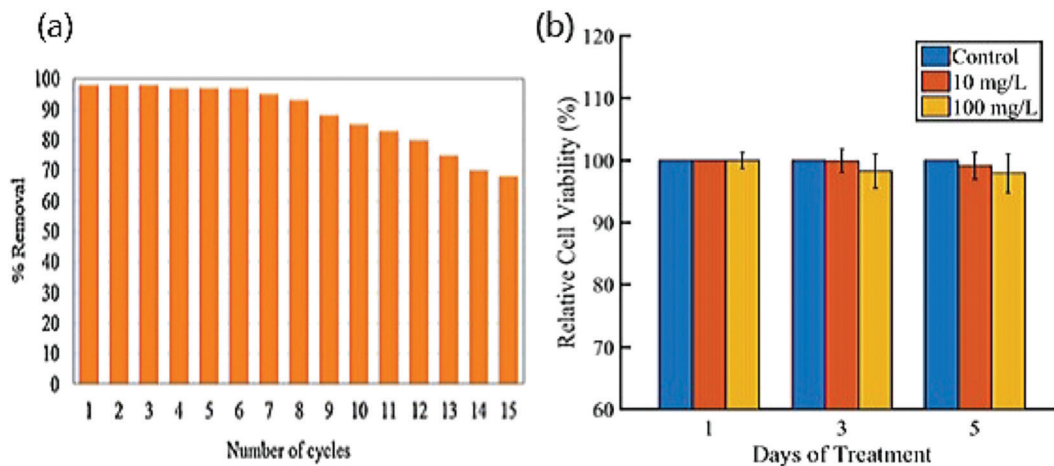 (a)
100
90
80
70
60
50
40
30
20
10
0
% Removal
1 2 3 4 5 6 7 8 9 10 11 12 13 14 15
Number of cycles
(b)
120
110
100
90
80
70
60
Relative Cell Viability (%)
Control
10 mg/L
100 mg/L
1 3 5
Days of Treatment